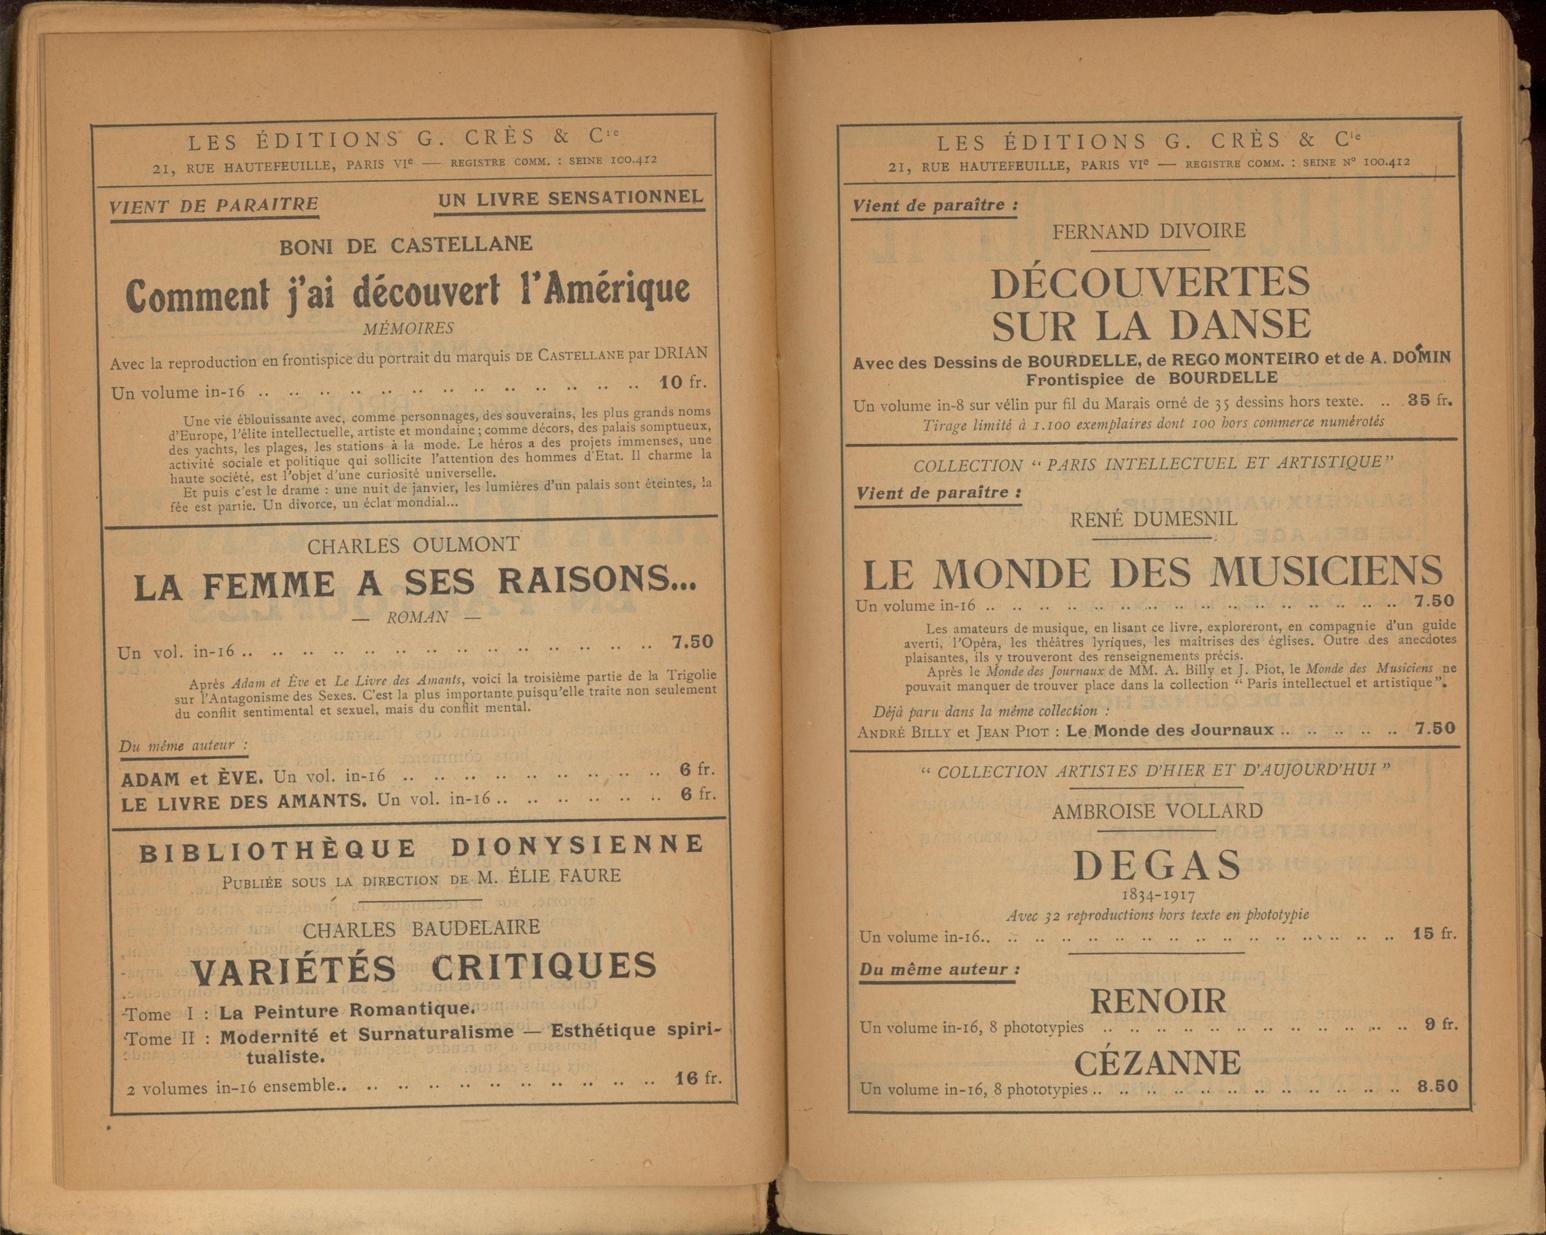 LES ÉDITIONS G. CRÈS & Cie
21, RUE HAUTEFEUILLE, PARIS VIe — REGISTRE COMM. : SEINE 100.412
VIENT DE PARAITRE UN LIVRE SENSATIONNEL
BONI DE CASTELLANE
Comment j'ai découvert l'Amérique
MÉMOIRES
Avec la reproduction en frontispice du portrait du marquis DE CASTELLANE par DRIAN
Un volume in-16 .. .. .. .. .. .. .. .. .. .. .. .. .. 10 fr.
Une vie éblouissante avec, comme personnages, des souverains, les plus grands noms
d'Europe, l'élite intellectuelle, artiste et mondaine ; comme décors, des palais somptueux,
des yachts, les plages, les stations à la mode. Le héros a des projets immenses, une
activité sociale et politique qui sollicite l'attention des hommes d'Etat. Il charme la
haute société, est l'objet d'une curiosité universelle.
Et puis c'est le drame : une nuit de janvier, les lumières d'un palais sont éteintes, la
fée est partie. Un divorce, un éclat mondial...
CHARLES OULMONT
LA FEMME A SES RAISONS...
— ROMAN —
Un vol. in-16 .. .. .. .. .. .. .. .. .. .. .. .. .. .. 7.50
Après Adam et Ève et Le Livre des Amants, voici la troisième partie de la Trigolie
sur l'Antagonisme des Sexes. C'est la plus importante puisqu'elle traite non seulement
du conflit sentimental et sexuel, mais du conflit mental.
Du même auteur :
ADAM et ÈVE. Un vol. in-16 .. .. .. .. .. .. .. .. .. 6 fr.
LE LIVRE DES AMANTS. Un vol. in-16 .. .. .. .. .. .. 6 fr.
BIBLIOTHÈQUE DIONYSIENNE
PUBLIÉE SOUS LA DIRECTION DE M. ÉLIE FAURE
CHARLES BAUDELAIRE
VARIÉTÉS CRITIQUES
Tome I : La Peinture Romantique.
Tome II : Modernité et Surnaturalisme — Esthétique spiri-
tualiste.
2 volumes in-16 ensemble.. .. .. .. .. .. .. .. .. .. .. 16 fr.
LES ÉDITIONS G. CRÈS & Cie
21, RUE HAUTEFEUILLE, PARIS VIe — REGISTRE COMM. : SEINE No 100.412
Vient de paraître :
FERNAND DIVOIRE
DÉCOUVERTES
SUR LA DANSE
Avec des Dessins de BOURDELLE, de REGO MONTEIRO et de A. DOMIN
Frontispice de BOURDELLE
Un volume in-8 sur vélin pur fil du Marais orné de 35 dessins hors texte. .. 35 fr.
Tirage limité à 1.100 exemplaires dont 100 hors commerce numérotés
COLLECTION “ PARIS INTELLECTUEL ET ARTISTIQUE ”
Vient de paraître :
RENÉ DUMESNIL
LE MONDE DES MUSICIENS
Un volume in-16 .. .. .. .. .. .. .. .. .. .. .. .. .. .. .. 7.50
Les amateurs de musique, en lisant ce livre, exploreront, en compagnie d'un guide
averti, l'Opéra, les théâtres lyriques, les maîtrises des églises. Outre des anecdotes
plaisantes, ils y trouveront des renseignements précis.
Après le Monde des Journaux de MM. A. Billy et J. Piot, le Monde des Musiciens ne
pouvait manquer de trouver place dans la collection “ Paris intellectuel et artistique ”.
Déjà paru dans la même collection :
ANDRÉ BILLY et JEAN PIOT : Le Monde des Journaux .. .. .. .. .. 7.50
“ COLLECTION ARTISTES D'HIER ET D'AUJOURD'HUI ”
AMBROISE VOLLARD
DEGAS
1834-1917
Avec 32 reproductions hors texte en phototypie
Un volume in-16.. .. .. .. .. .. .. .. .. .. .. .. .. .. .. 15 fr.
Du même auteur :
RENOIR
Un volume in-16, 8 phototypies .. .. .. .. .. .. .. .. .. .. .. 9 fr.
CÉZANNE
Un volume in-16, 8 phototypies .. .. .. .. .. .. .. .. .. .. .. 8.50